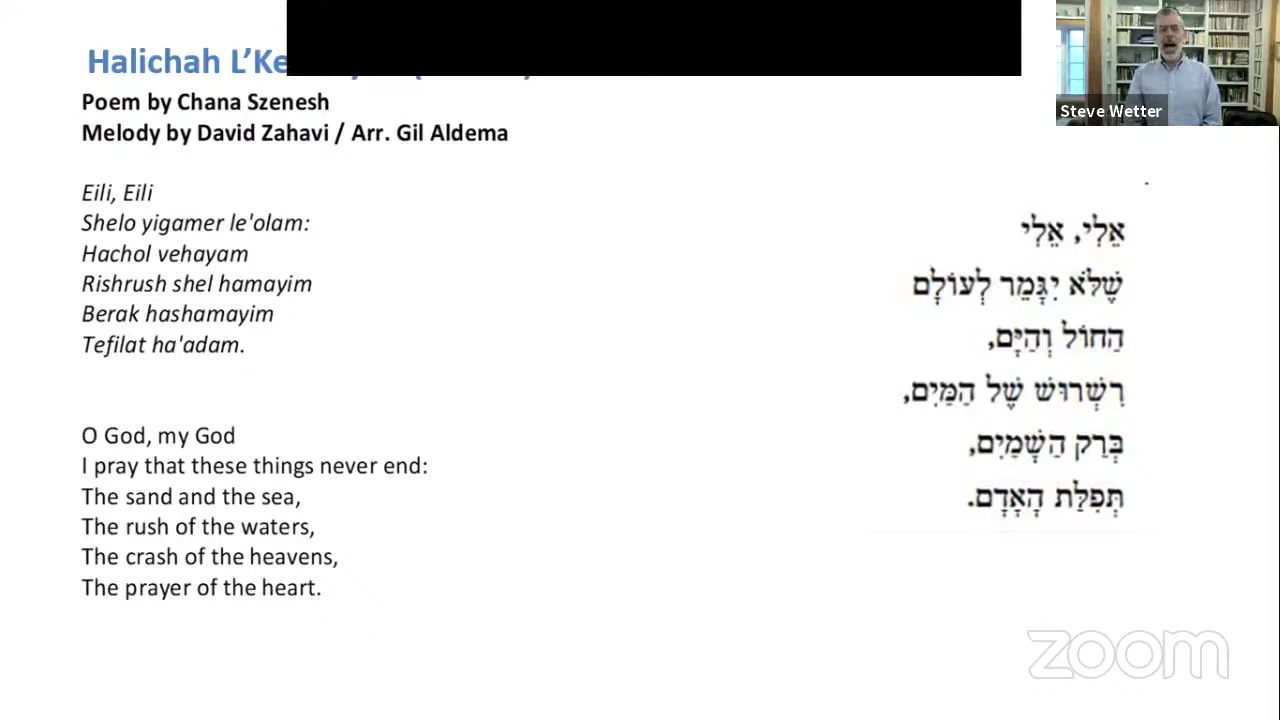 Halichah
Poem by Chana Szenesh
Melody by David Zahavi / Arr. Gil Aldema
Eili, Eili
Shelo yigamer le'olam:
Hachol vehayam
Rishrush shel hamayim
Berak hashamayim
Tefilat ha'adam.
O God, my God
I pray that these things never end:
The sand and the sea,
The rush of the waters,
The crash of the heavens,
The prayer of the heart.
אֵלִי, אֵלִי
שֶׁלֹּא יִגָּמֵר לְעוֹלָם
הַחוֹל וְהַיָּם,
רִשְׁרוּשׁ שֶׁל הַמַּיִם,
בְּרַק הַשָּׁמַיִם,
תְּפִלַּת הָאָדָם.
Steve Wetter
zoom